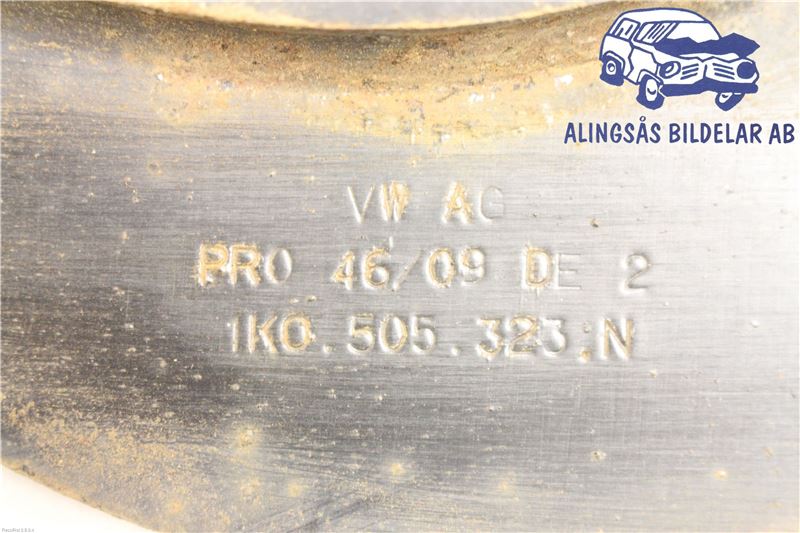 ALINGSÅS BILDELAR AB
VW AG
PRO 46/09 DE 2
1K0.505.323.N